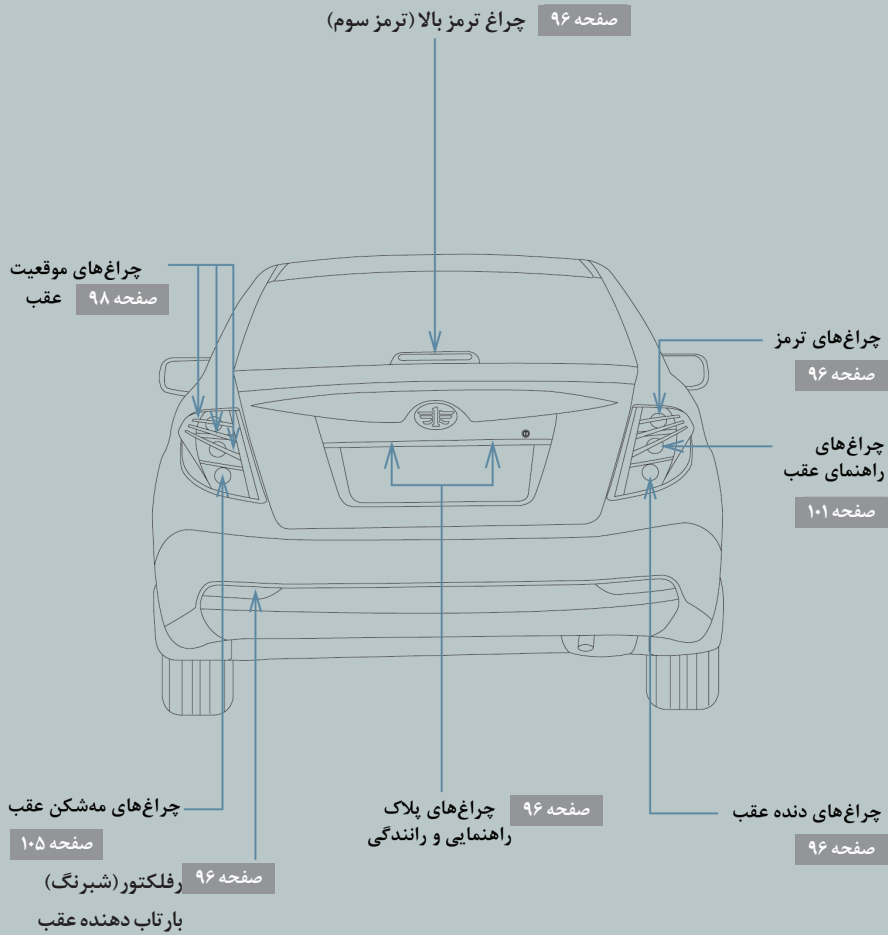 چراغ ترمز بالا (ترمز سوم) صفحه ۹۶
چراغ‌های موقعیت
عقب صفحه ۹۸
چراغ‌های ترمز
صفحه ۹۶
چراغ‌های
راهنمای عقب
صفحه ۱۰۱
چراغ‌های مه‌شکن عقب
صفحه ۱۰۵
چراغ‌های پلاک صفحه ۹۶
راهنمایی و رانندگی
چراغ‌های دنده عقب
صفحه ۹۶
رفلکتور (شبرنگ) صفحه ۹۶
بازتاب دهنده عقب